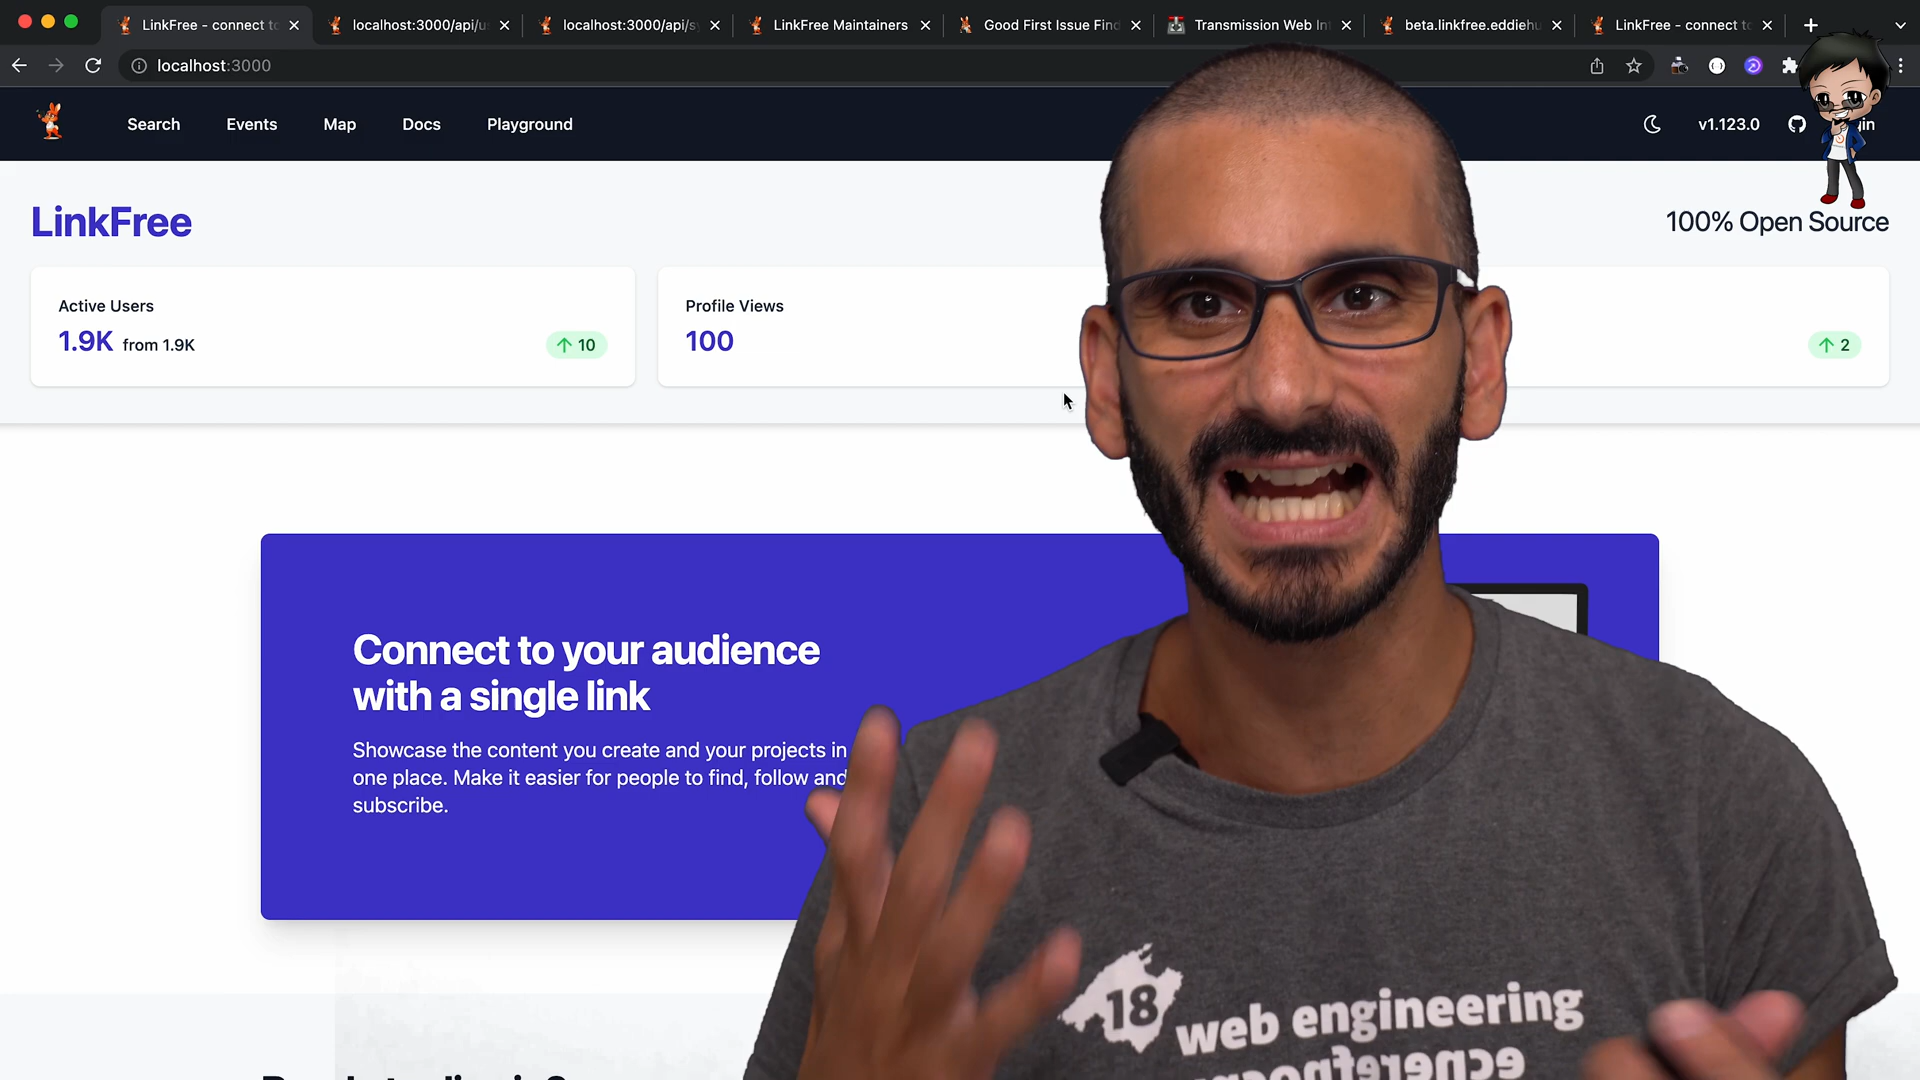 LinkFree - connect to
localhost:3000/api/us
localhost:3000/api/sy
LinkFree Maintainers
Good First Issue Find
Transmission Web In
beta.linkfree.eddiehu
LinkFree - connect to
localhost:3000
Search
Events
Map
Docs
Playground
v1.123.0
LinkFree
100% Open Source
Active Users
1.9K from 1.9K
10
Profile Views
100
2
Connect to your audience
with a single link
Showcase the content you create and your projects in
one place. Make it easier for people to find, follow and
subscribe.
18
web engineering